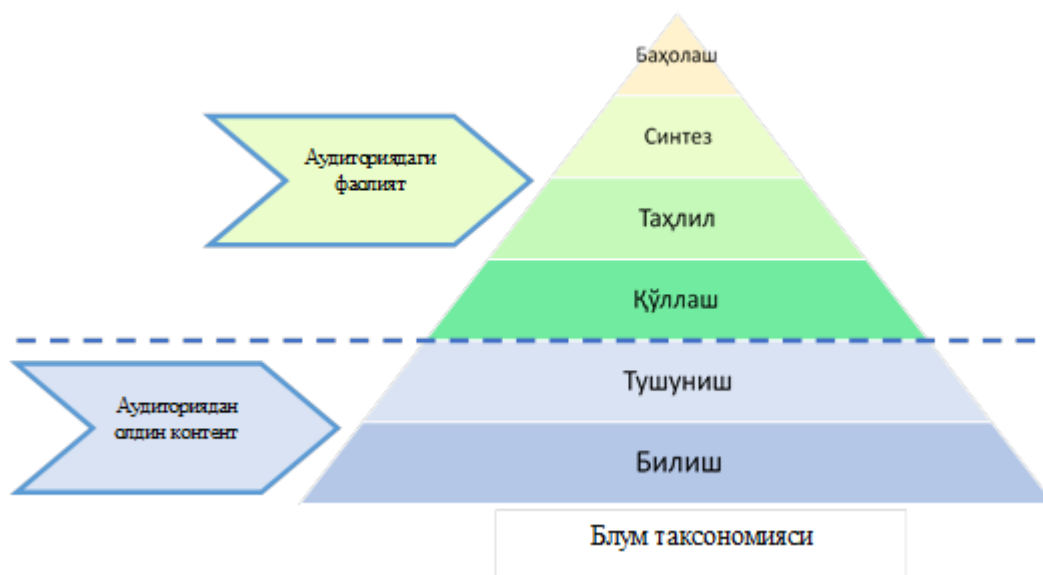 Баҳолаш
Синтез
Аудиториядаги
фаолият
Таҳлил
Қўллаш
Тушуниш
Аудиториядан
олдин контент
Билиш
Блум таксономияси